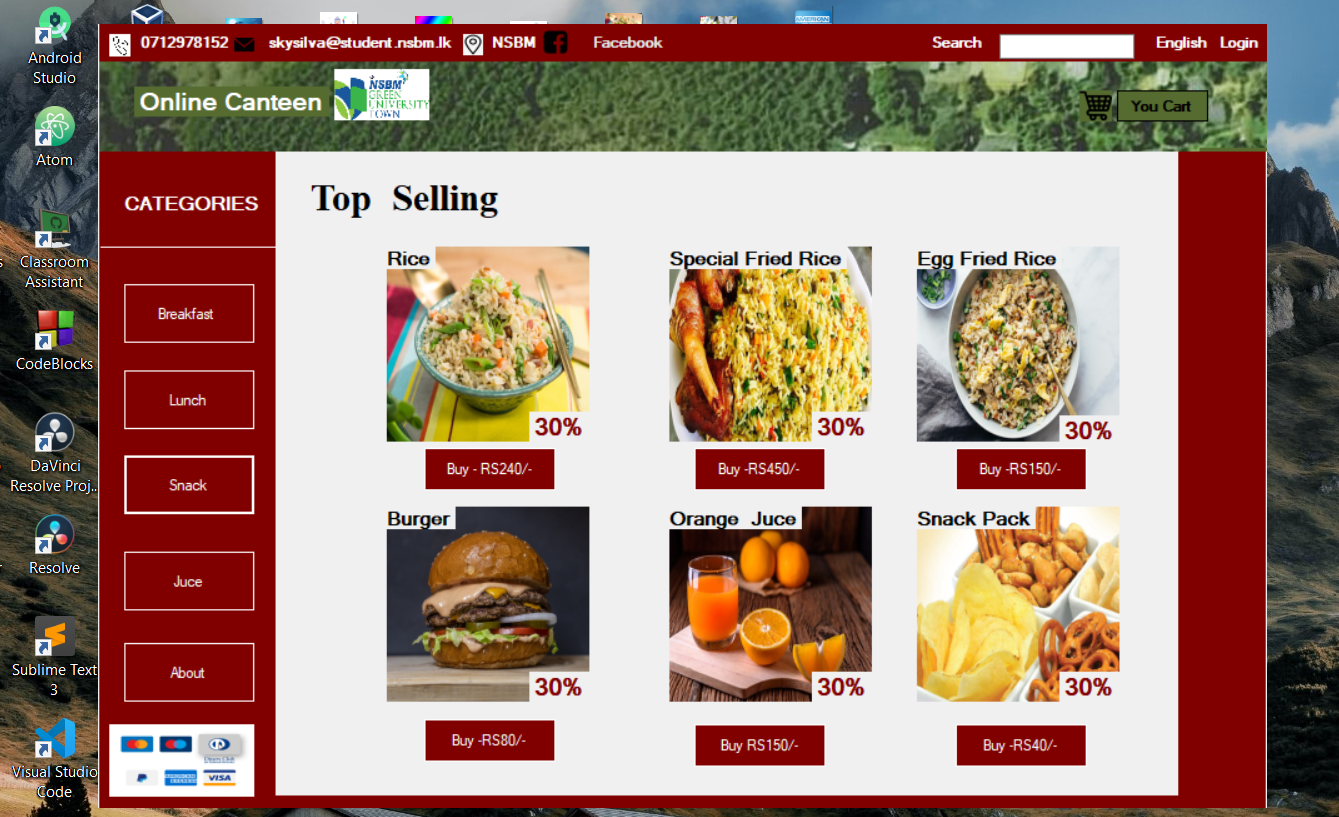 Android
Studio
Atom
Classroom
Assistant
CodeBlocks
DaVinci
Resolve Proj...
Resolve
Sublime Text
3
Visual Studio
Code
0712978152
skysilva@student.nsbm.lk
NSBM
Facebook
Search
English
Login
Online Canteen
NSBM
GREEN
UNIVERSITY
TOWN
You Cart
CATEGORIES
Breakfast
Lunch
Snack
Juce
About
VISA
Top Selling
Rice
30%
Buy - RS240/-
Special Fried Rice
30%
Buy -RS450/-
Egg Fried Rice
30%
Buy -RS150/-
Burger
30%
Buy -RS80/-
Orange Juce
30%
Buy RS150/-
Snack Pack
30%
Buy -RS40/-